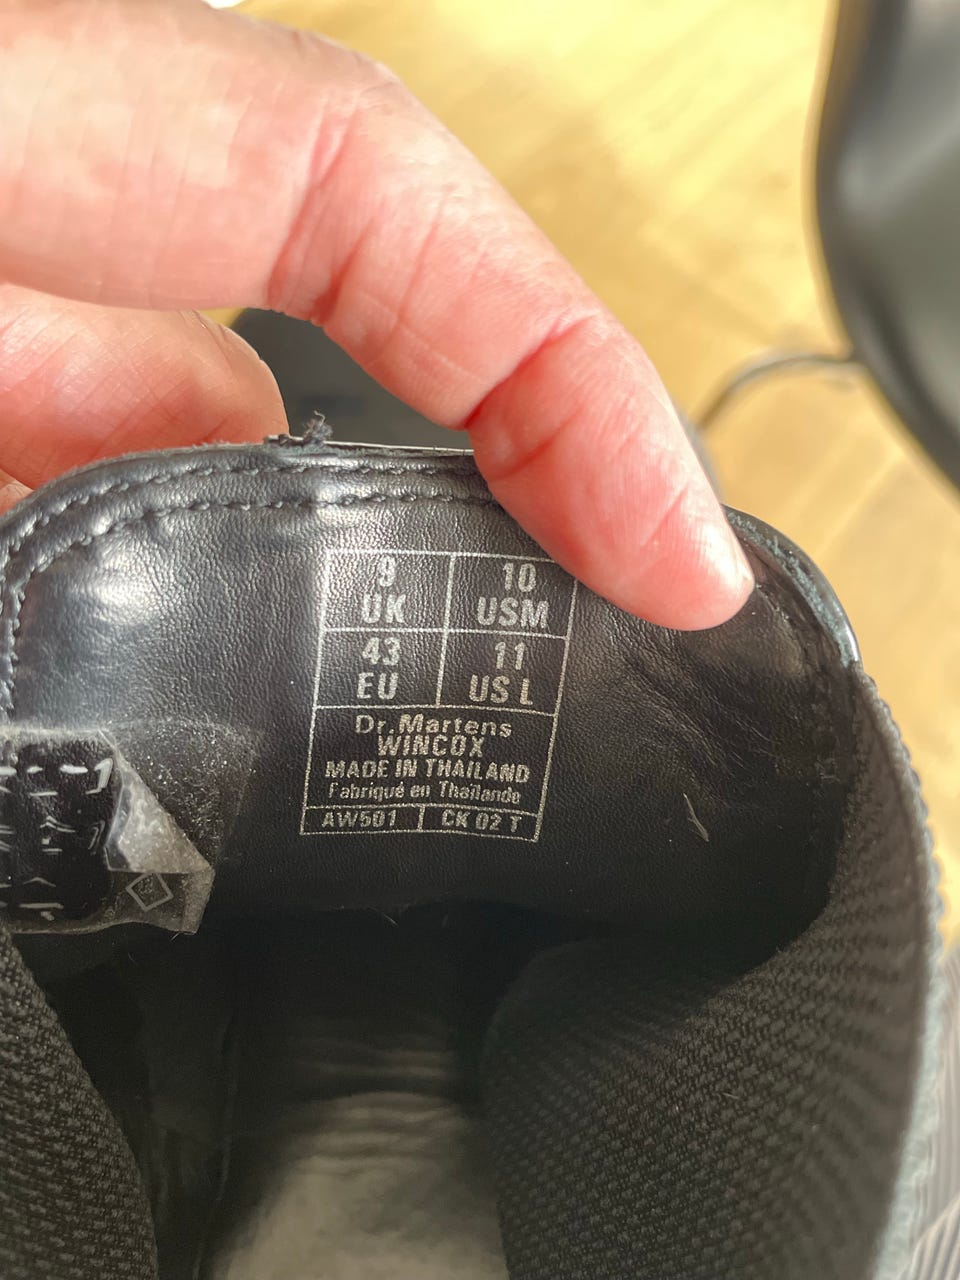 9 10
UK USM
43 11
EU US L
Dr.Martens
WINCOX
MADE IN THAILAND
Fabriqué en Thaïlande
AW501 CK 02 T